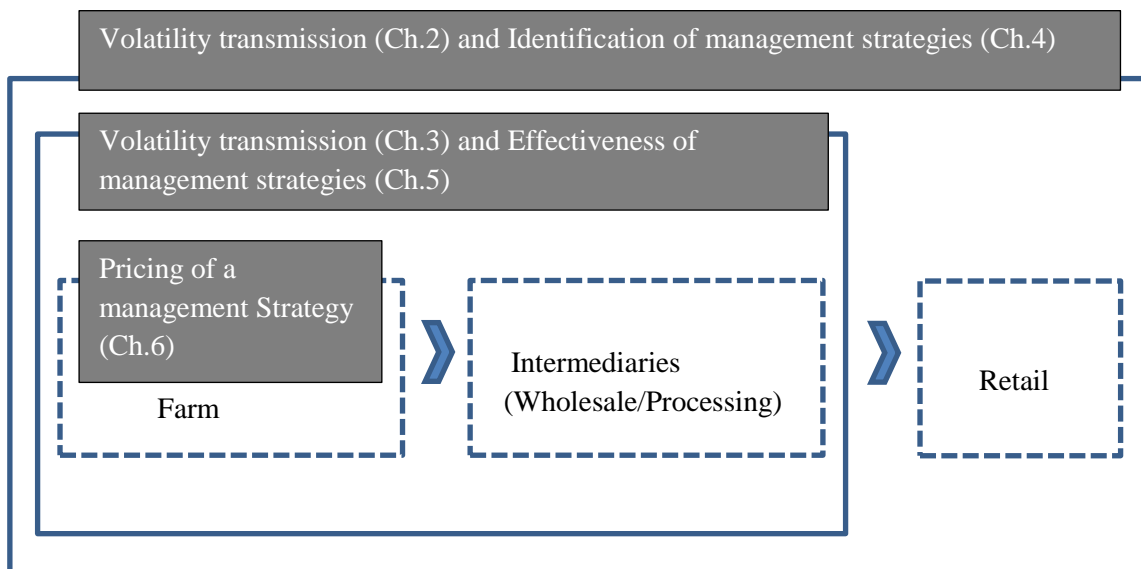 Volatility transmission (Ch.2) and Identification of management strategies (Ch.4)
Volatility transmission (Ch.3) and Effectiveness of
management strategies (Ch.5)
Pricing of a
management Strategy
(Ch.6)
Farm
Intermediaries
(Wholesale/Processing)
Retail